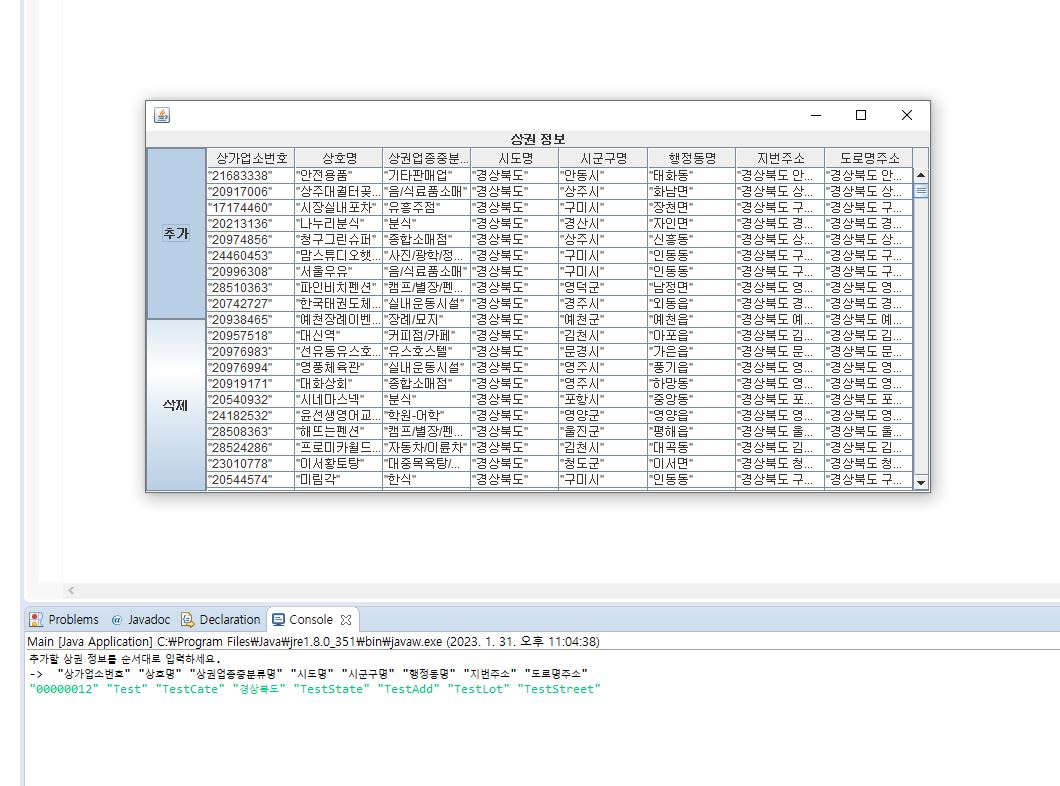 상권 정보
상가업소번호 상호명 상권업종중분... 시도명 시군구명 행정동명 지번주소 도로명주소
"21683338" "안전용품" "기타판매업" "경상북도" "안동시" "태화동" "경상북도 안... "경상북도 안...
"20917006" "상주대궐터곶... "음/식료품소매" "경상북도" "상주시" "화남면" "경상북도 상... "경상북도 상...
"17174460" "시장실내포차" "유흥주점" "경상북도" "구미시" "장천면" "경상북도 구... "경상북도 구...
"20213136" "나누리분식" "분식" "경상북도" "경산시" "자인면" "경상북도 경... "경상북도 경...
"20974856" "청구그린슈퍼" "종합소매점" "경상북도" "상주시" "신흥동" "경상북도 상... "경상북도 상...
추가
"24460453" "맘스튜디오햇... "사진/광학/정... "경상북도" "구미시" "인동동" "경상북도 구... "경상북도 구...
"20996308" "서울우유" "음/식료품소매" "경상북도" "구미시" "인동동" "경상북도 구... "경상북도 구...
"28510363" "파인비치펜션" "캠프/별장/펜... "경상북도" "영덕군" "남정면" "경상북도 영... "경상북도 영...
"20742727" "한국태권도체... "실내운동시설" "경상북도" "경주시" "외동읍" "경상북도 경... "경상북도 경...
"20938465" "예천장례이벤... "장례/묘지" "경상북도" "예천군" "예천읍" "경상북도 예... "경상북도 예...
"20957518" "대신역" "커피점/카페" "경상북도" "김천시" "아포읍" "경상북도 김... "경상북도 김...
"20976983" "선유동유스호... "유스호스텔" "경상북도" "문경시" "가은읍" "경상북도 문... "경상북도 문...
"20976994" "영풍체육관" "실내운동시설" "경상북도" "영주시" "풍기읍" "경상북도 영... "경상북도 영...
"20919171" "대화상회" "종합소매점" "경상북도" "영주시" "하망동" "경상북도 영... "경상북도 영...
"20540932" "시네마스넥" "분식" "경상북도" "포항시" "중앙동" "경상북도 포... "경상북도 포...
삭제
"24182532" "윤선생영어교... "학원-어학" "경상북도" "영양군" "영양읍" "경상북도 영... "경상북도 영...
"28508363" "해뜨는펜션" "캠프/별장/펜... "경상북도" "울진군" "평해읍" "경상북도 울... "경상북도 울...
"28524286" "프로미카월드... "자동차/이륜차" "경상북도" "김천시" "대곡동" "경상북도 김... "경상북도 김...
"23010778" "이서황토탕" "대중목욕탕/... "경상북도" "청도군" "이서면" "경상북도 청... "경상북도 청...
"20544574" "미림각" "한식" "경상북도" "구미시" "인동동" "경상북도 구... "경상북도 구...
Problems @ Javadoc Declaration Console
Main [Java Application] C:₩Program Files₩Java₩jre1.8.0_351₩bin₩javaw.exe (2023. 1. 31. 오후 11:04:38)
추가할 상권 정보를 순서대로 입력하세요.
-> "상가업소번호" "상호명" "상권업종중분류명" "시도명" "시군구명" "행정동명" "지번주소" "도로명주소"
"00000012" "Test" "TestCate" "경상북도" "TestState" "TestAdd" "TestLot" "TestStreet"